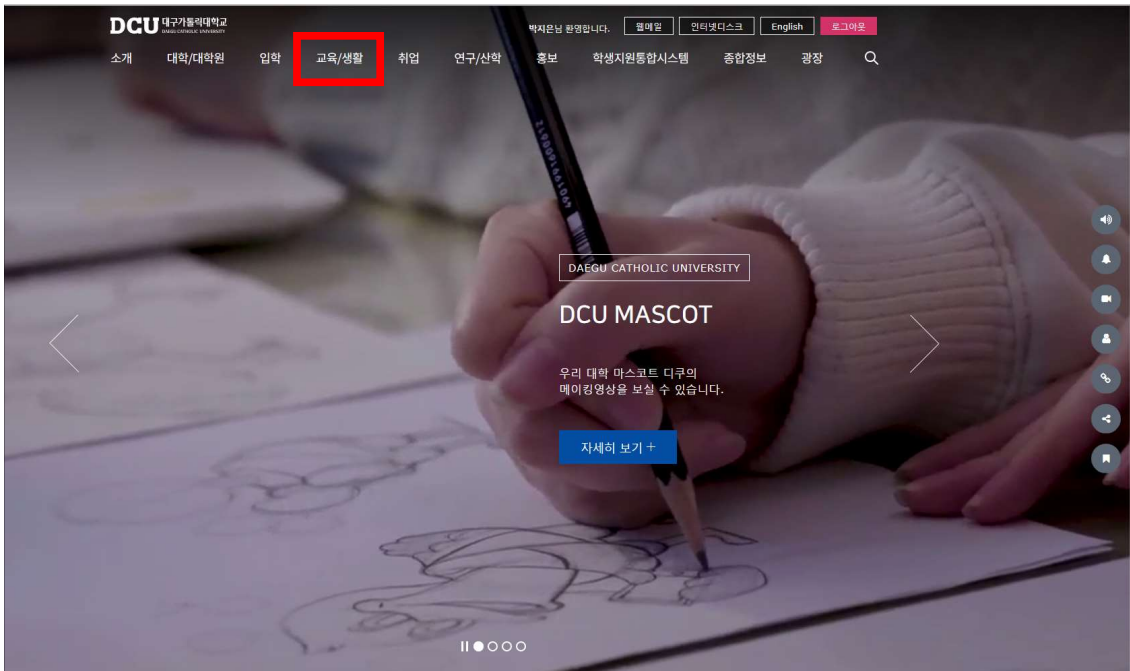 DCU 대구가톨릭대학교
DAEGU CATHOLIC UNIVERSITY
박지은님 환영합니다. 웹메일 인터넷디스크 English 로그아웃
소개 대학/대학원 입학 교육/생활 취업 연구/산학 홍보 학생지원통합시스템 종합정보 광장
DAEGU CATHOLIC UNIVERSITY
DCU MASCOT
우리 대학 마스코트 디쿠의
메이킹영상을 보실 수 있습니다.
자세히 보기 +